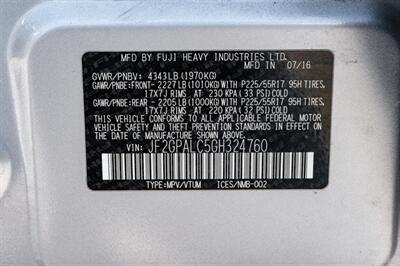 MFD. BY FUJI HEAVY INDUSTRIES LTD.
MFD. IN 07/16
GVWR/PNBV: 4343LB (1970KG)
GAWR/PNBE: FRONT- 2227LB (1010KG) WITH P225/55R17 95H TIRES,
17X7J RIMS, AT 230 KPA (33 PSI) COLD
GAWR/PNBE: REAR - 2205LB (1000KG) WITH P225/55R17 95H TIRES,
17X7J RIMS, AT 220 KPA (32 PSI) COLD
THIS VEHICLE CONFORMS TO ALL APPLICABLE
FEDERAL MOTOR VEHICLE SAFETY
STANDARDS IN EFFECT ON THE
DATE OF MANUFACTURE SHOWN ABOVE.
JF2GPALC5GH324760
TYPE:MPV/VTUM ICES/NMB-002